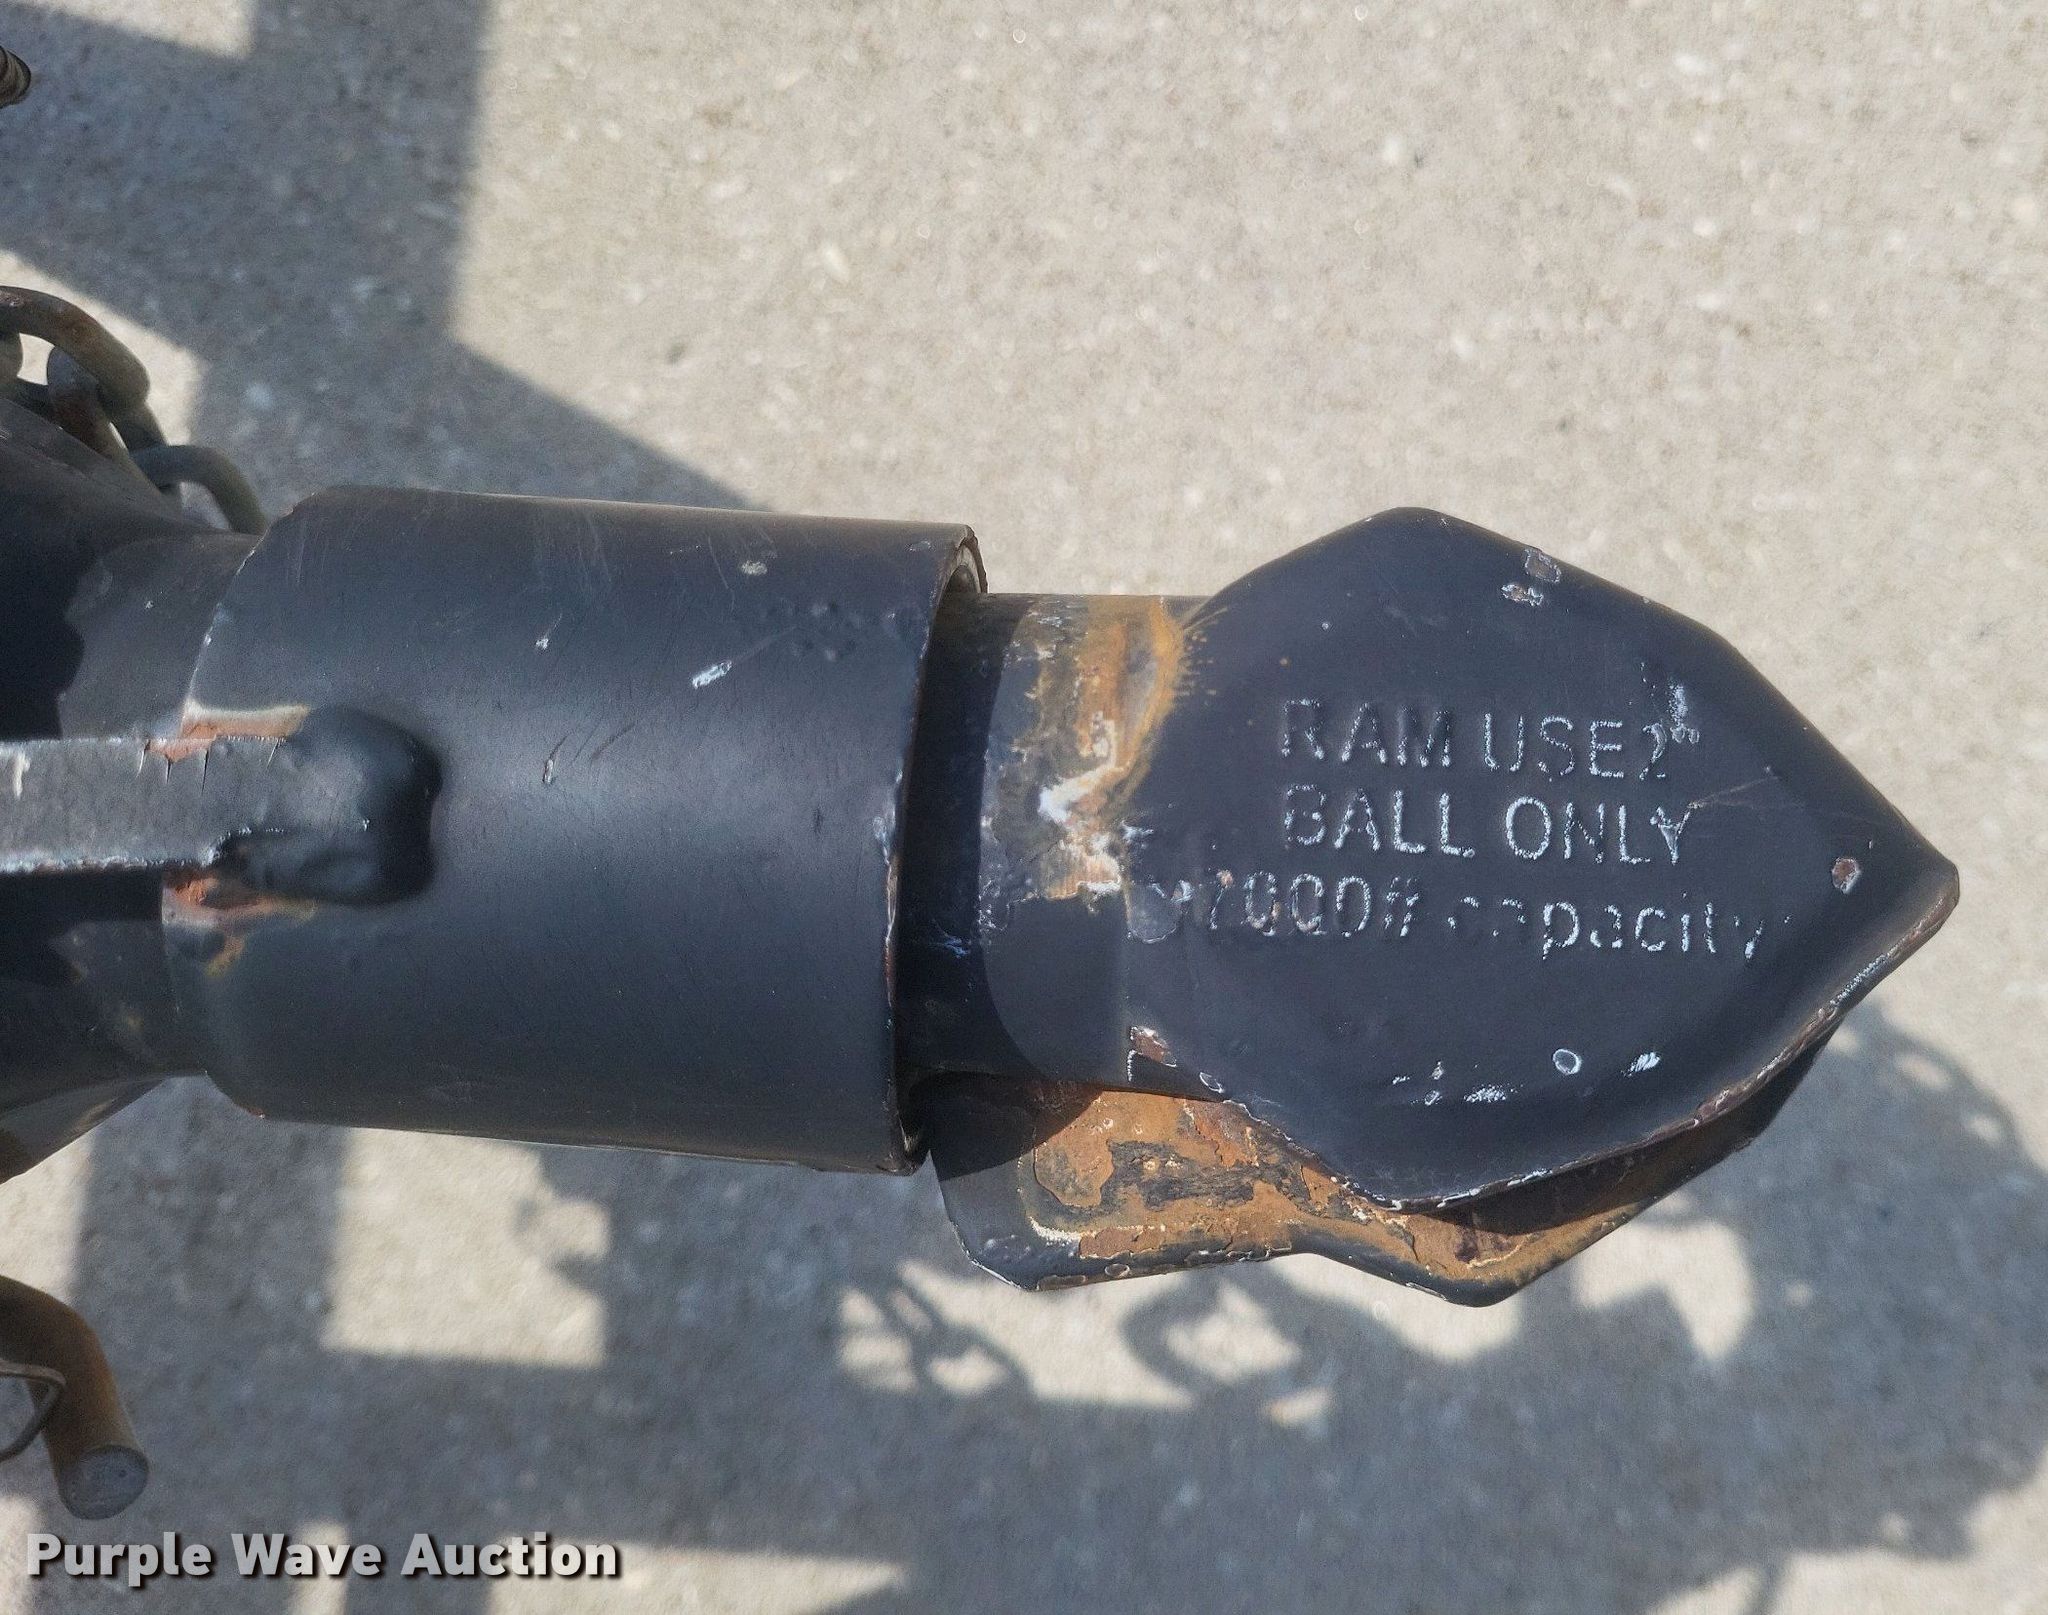 RAM USE 2"
BALL ONLY
7000# capacity
Purple Wave Auction